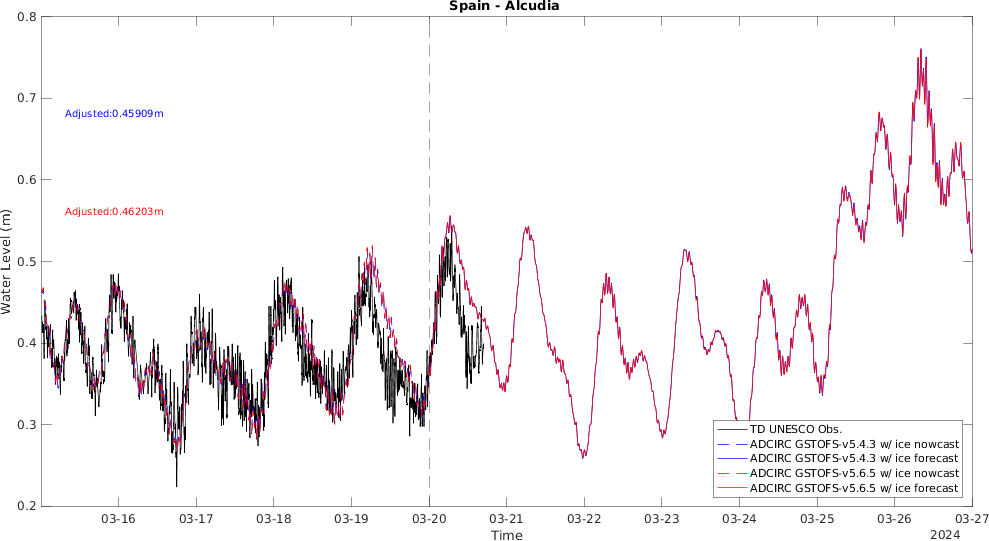 Spain - Alcudia
0.8
0.7
0.6
0.5
0.4
0.3
0.2
Water Level (m)
Adjusted:0.45909m
Adjusted:0.46203m
TD UNESCO Obs.
ADCIRC GSTOFS-v5.4.3 w/ ice nowcast
ADCIRC GSTOFS-v5.4.3 w/ ice forecast
ADCIRC GSTOFS-v5.6.5 w/ ice nowcast
ADCIRC GSTOFS-v5.6.5 w/ ice forecast
03-16 03-17 03-18 03-19 03-20 03-21 03-22 03-23 03-24 03-25 03-26 03-27
Time
2024